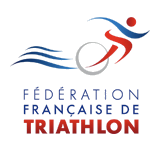 FÉDÉRATION
FRANÇAISE DE
TRIATHLON